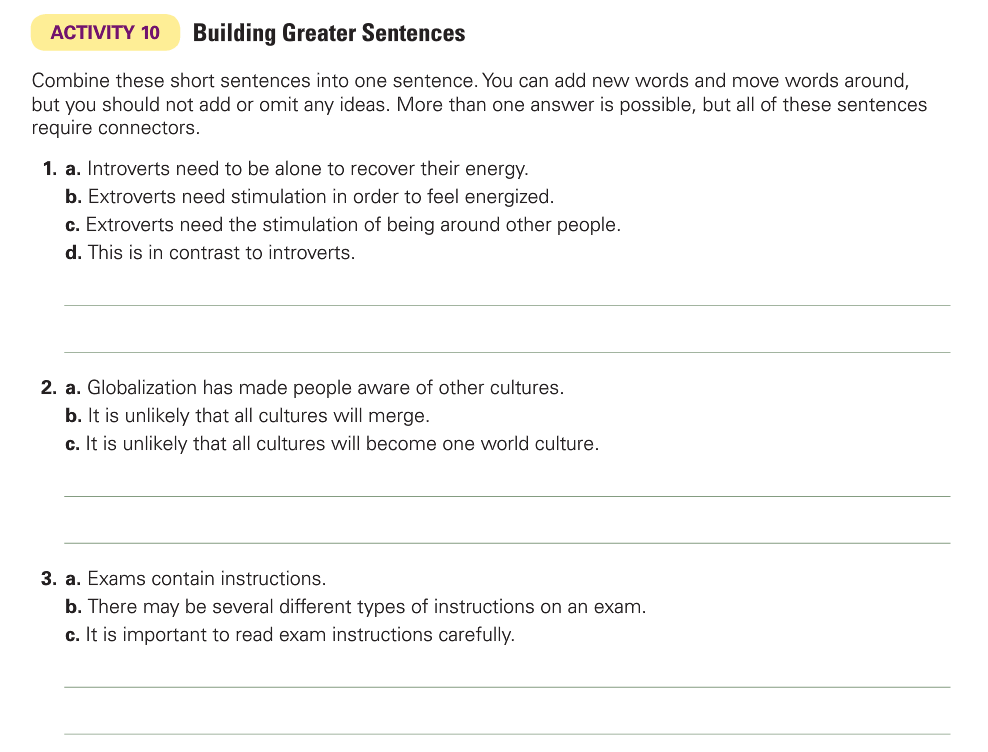 ACTIVITY 10 Building Greater Sentences
Combine these short sentences into one sentence. You can add new words and move words around,
but you should not add or omit any ideas. More than one answer is possible, but all of these sentences
require connectors.
1. a. Introverts need to be alone to recover their energy.
b. Extroverts need stimulation in order to feel energized.
c. Extroverts need the stimulation of being around other people.
d. This is in contrast to introverts.
2. a. Globalization has made people aware of other cultures.
b. It is unlikely that all cultures will merge.
c. It is unlikely that all cultures will become one world culture.
3. a. Exams contain instructions.
b. There may be several different types of instructions on an exam.
c. It is important to read exam instructions carefully.